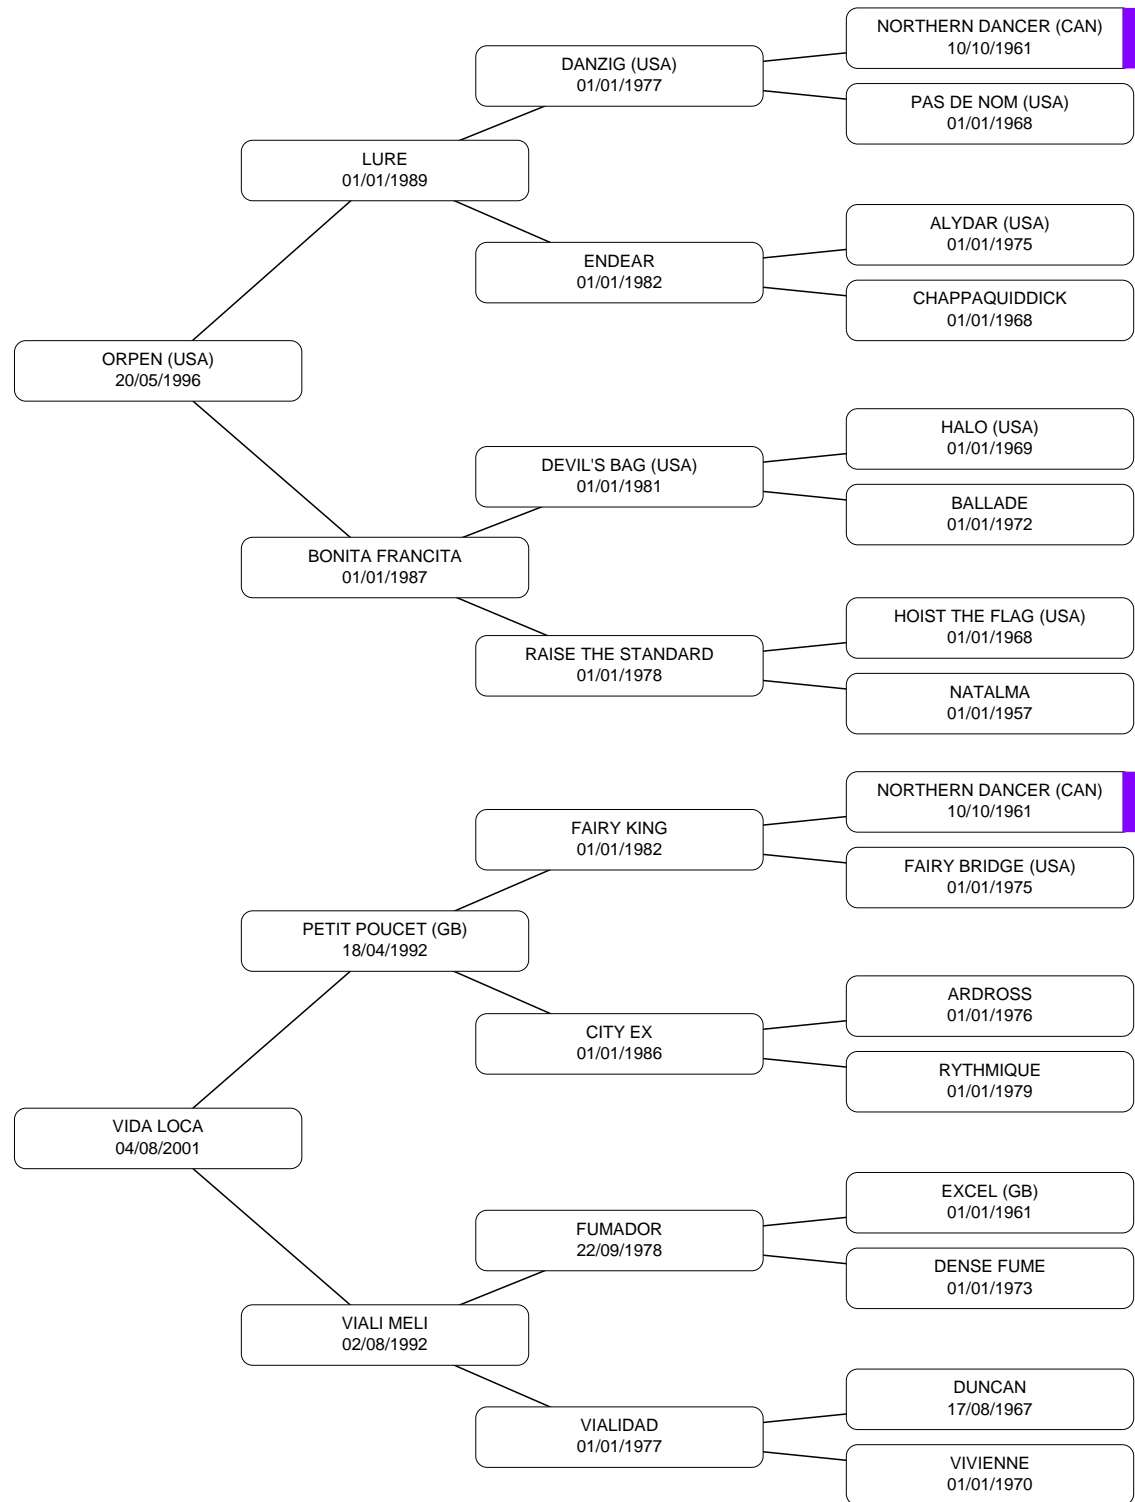 NORTHERN DANCER (CAN)
10/10/1961
DANZIG (USA)
01/01/1977
PAS DE NOM (USA)
01/01/1968
LURE
01/01/1989
ALYDAR (USA)
01/01/1975
ENDEAR
01/01/1982
CHAPPAQUIDDICK
01/01/1968
ORPEN (USA)
20/05/1996
HALO (USA)
01/01/1969
DEVIL'S BAG (USA)
01/01/1981
BALLADE
01/01/1972
BONITA FRANCITA
01/01/1987
HOIST THE FLAG (USA)
01/01/1968
RAISE THE STANDARD
01/01/1978
NATALMA
01/01/1957
NORTHERN DANCER (CAN)
10/10/1961
FAIRY KING
01/01/1982
FAIRY BRIDGE (USA)
01/01/1975
PETIT POUCET (GB)
18/04/1992
ARDROSS
01/01/1976
CITY EX
01/01/1986
RYTHMIQUE
01/01/1979
VIDA LOCA
04/08/2001
EXCEL (GB)
01/01/1961
FUMADOR
22/09/1978
DENSE FUME
01/01/1973
VIALI MELI
02/08/1992
DUNCAN
17/08/1967
VIALIDAD
01/01/1977
VIVIENNE
01/01/1970